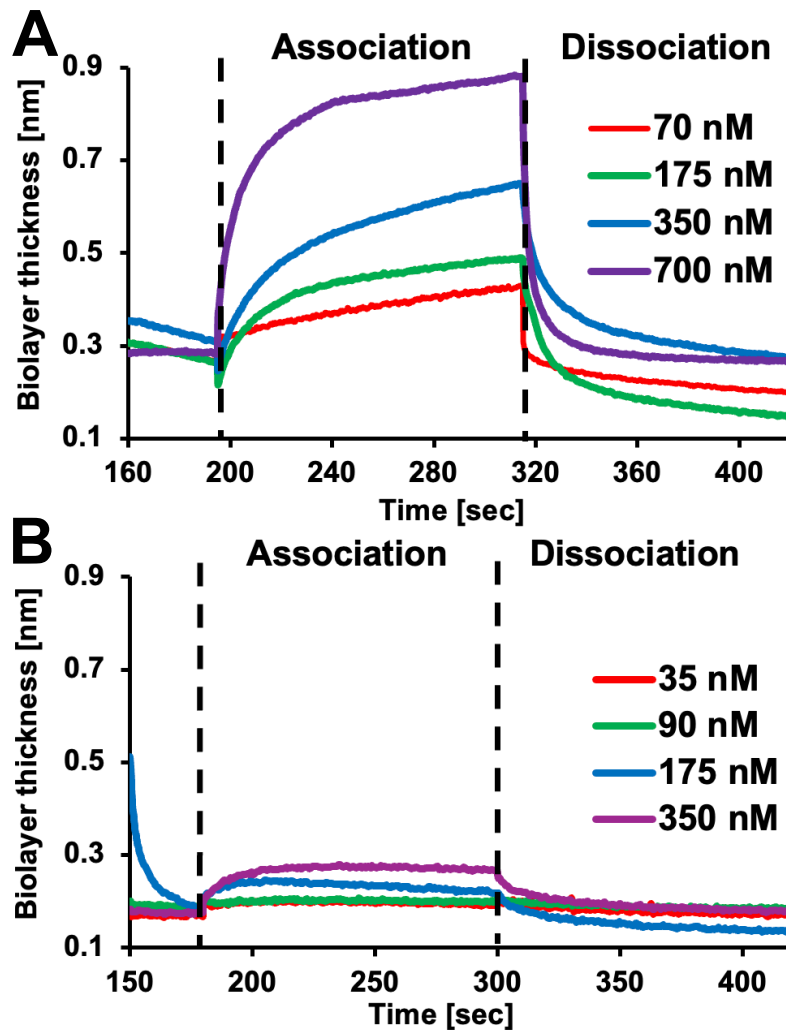 A
Association Dissociation
0.9
0.7
0.5
0.3
0.1
Biolayer thickness [nm]
70 nM
175 nM
350 nM
700 nM
160 200 240 280 320 360 400
Time [sec]
B
Association Dissociation
0.9
0.7
0.5
0.3
0.1
Biolayer thickness [nm]
35 nM
90 nM
175 nM
350 nM
150 200 250 300 350 400
Time [sec]